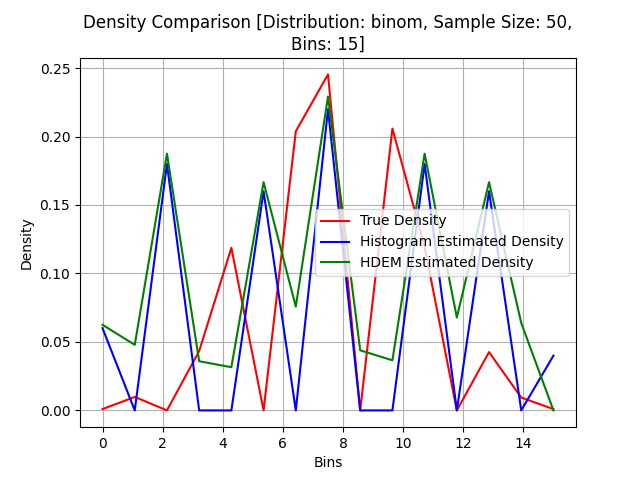 Density Comparison [Distribution: binom, Sample Size: 50,
Bins: 15]
0.25
0.20
0.15
0.10
0.05
0.00
Density
True Density
Histogram Estimated Density
HDEM Estimated Density
0 2 4 6 8 10 12 14
Bins